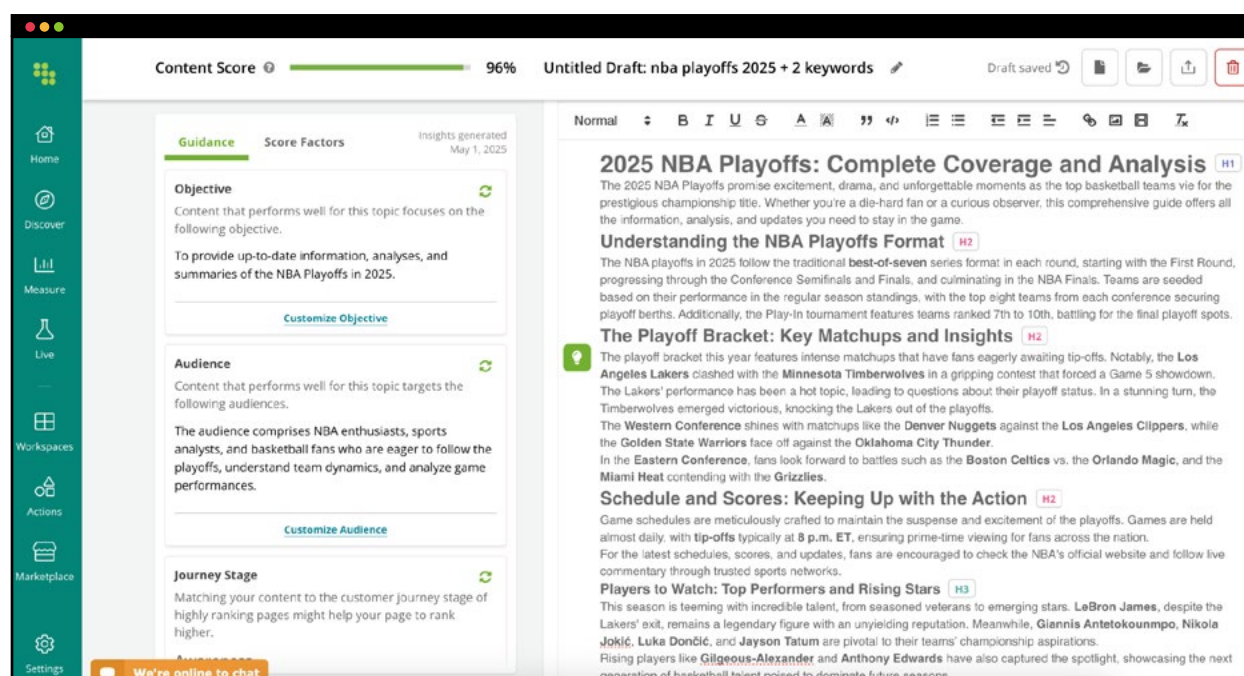 Content Score
96%
Untitled Draft: nba playoffs 2025 + 2 keywords
Draft saved
Home
Discover
Measure
Live
Workspaces
Actions
Marketplace
Settings
Guidance
Score Factors
Insights generated
May 1, 2025
Objective
Content that performs well for this topic focuses on the
following objective.
To provide up-to-date information, analyses, and
summaries of the NBA Playoffs in 2025.
Customize Objective
Audience
Content that performs well for this topic targets the
following audiences.
The audience comprises NBA enthusiasts, sports
analysts, and basketball fans who are eager to follow the
playoffs, understand team dynamics, and analyze game
performances.
Customize Audience
Journey Stage
Matching your content to the customer journey stage of
highly ranking pages might help your page to rank
higher.
Awareness
We're online to chat
Normal
B I U S A A
2025 NBA Playoffs: Complete Coverage and Analysis H1
The 2025 NBA Playoffs promise excitement, drama, and unforgettable moments as the top basketball teams vie for the
prestigious championship title. Whether you're a die-hard fan or a curious observer, this comprehensive guide offers all
the information, analysis, and updates you need to stay in the game.
Understanding the NBA Playoffs Format H2
The NBA playoffs in 2025 follow the traditional best-of-seven series format in each round, starting with the First Round,
progressing through the Conference Semifinals and Finals, and culminating in the NBA Finals. Teams are seeded
based on their performance in the regular season standings, with the top eight teams from each conference securing
playoff berths. Additionally, the Play-In tournament features teams ranked 7th to 10th, battling for the final playoff spots.
The Playoff Bracket: Key Matchups and Insights H2
The playoff bracket this year features intense matchups that have fans eagerly awaiting tip-offs. Notably, the Los
Angeles Lakers clashed with the Minnesota Timberwolves in a gripping contest that forced a Game 5 showdown.
The Lakers' performance has been a hot topic, leading to questions about their playoff status. In a stunning turn, the
Timberwolves emerged victorious, knocking the Lakers out of the playoffs.
The Western Conference shines with matchups like the Denver Nuggets against the Los Angeles Clippers, while
the Golden State Warriors face off against the Oklahoma City Thunder.
In the Eastern Conference, fans look forward to battles such as the Boston Celtics vs. the Orlando Magic, and the
Miami Heat contending with the Grizzlies.
Schedule and Scores: Keeping Up with the Action H2
Game schedules are meticulously crafted to maintain the suspense and excitement of the playoffs. Games are held
almost daily, with tip-offs typically at 8 p.m. ET, ensuring prime-time viewing for fans across the nation.
For the latest schedules, scores, and updates, fans are encouraged to check the NBA's official website and follow live
commentary through trusted sports networks.
Players to Watch: Top Performers and Rising Stars H3
This season is teeming with incredible talent, from seasoned veterans to emerging stars. LeBron James, despite the
Lakers' exit, remains a legendary figure with an unyielding reputation. Meanwhile, Giannis Antetokounmpo, Nikola
Jokić, Luka Dončić, and Jayson Tatum are pivotal to their teams' championship aspirations.
Rising players like Gilgeous-Alexander and Anthony Edwards have also captured the spotlight, showcasing the next
generation of basketball talent poised to dominate future seasons.